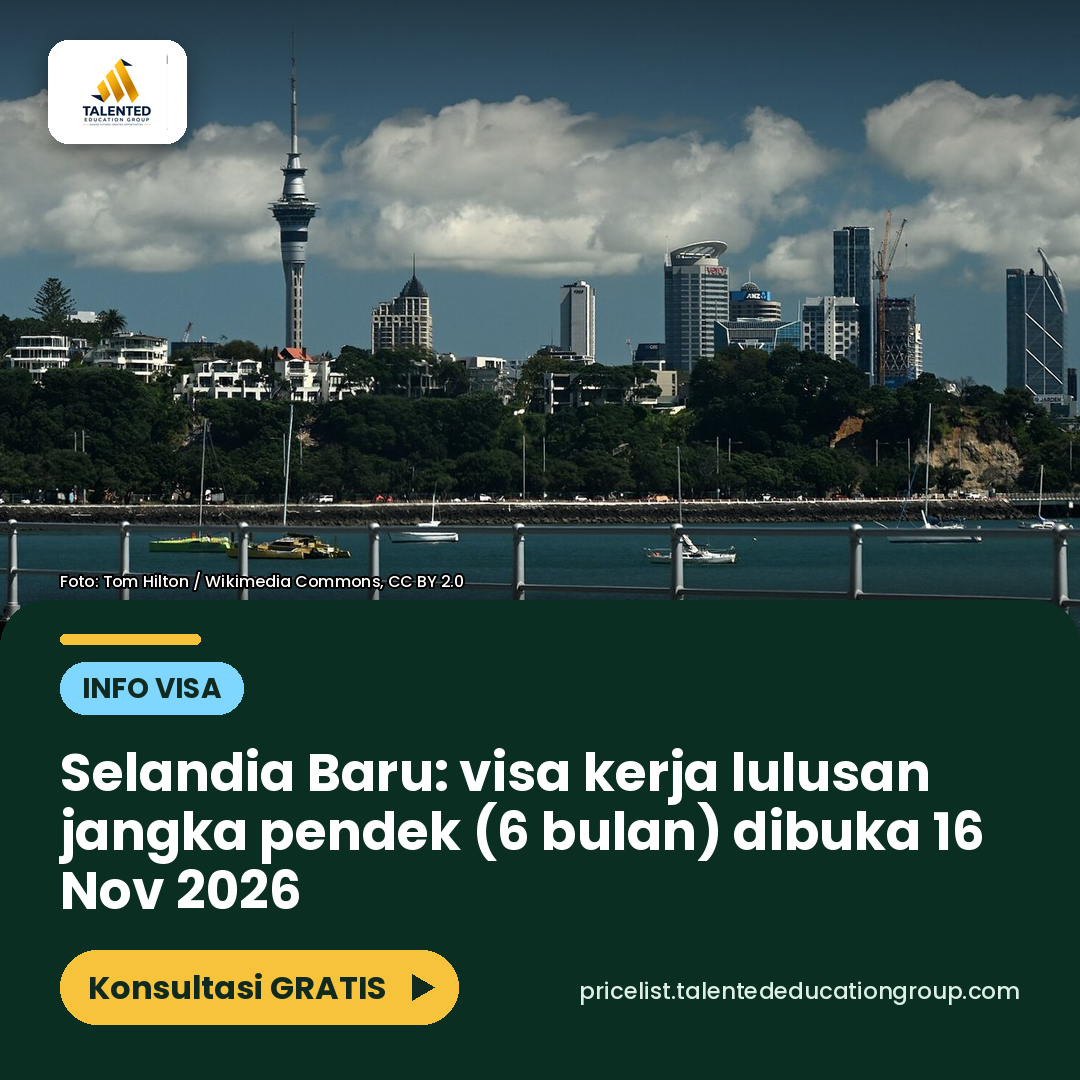 TALENTED
EDUCATION GROUP
ANZ
Foto: Tom Hilton / Wikimedia Commons, CC BY 2.0
INFO VISA
Selandia Baru: visa kerja lulusan
jangka pendek (6 bulan) dibuka 16
Nov 2026
Konsultasi GRATIS
pricelist.talentededucationgroup.com